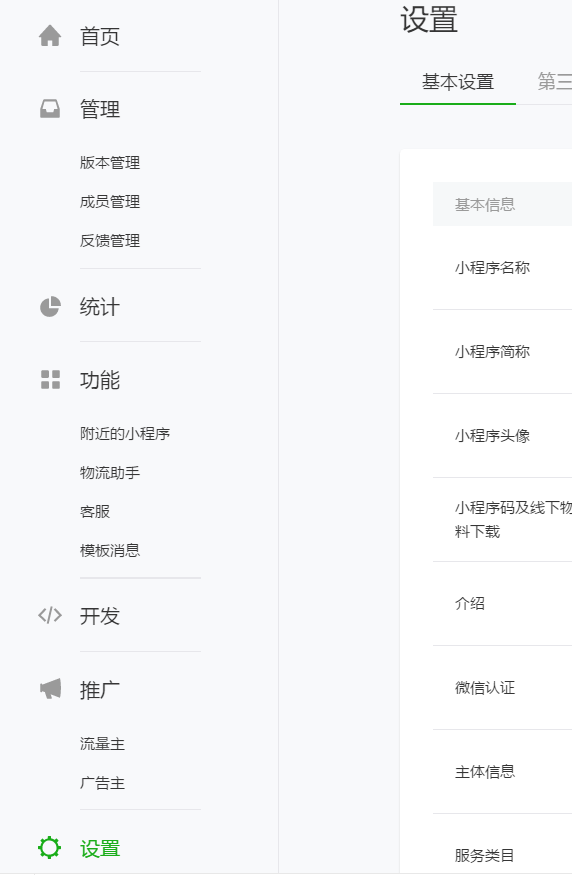 首页
管理
版本管理
成员管理
反馈管理
统计
功能
附近的小程序
物流助手
客服
模板消息
开发
推广
流量主
广告主
设置
设置
基本设置
第三
基本信息
小程序名称
小程序简称
小程序头像
小程序码及线下物
料下载
介绍
微信认证
主体信息
服务类目